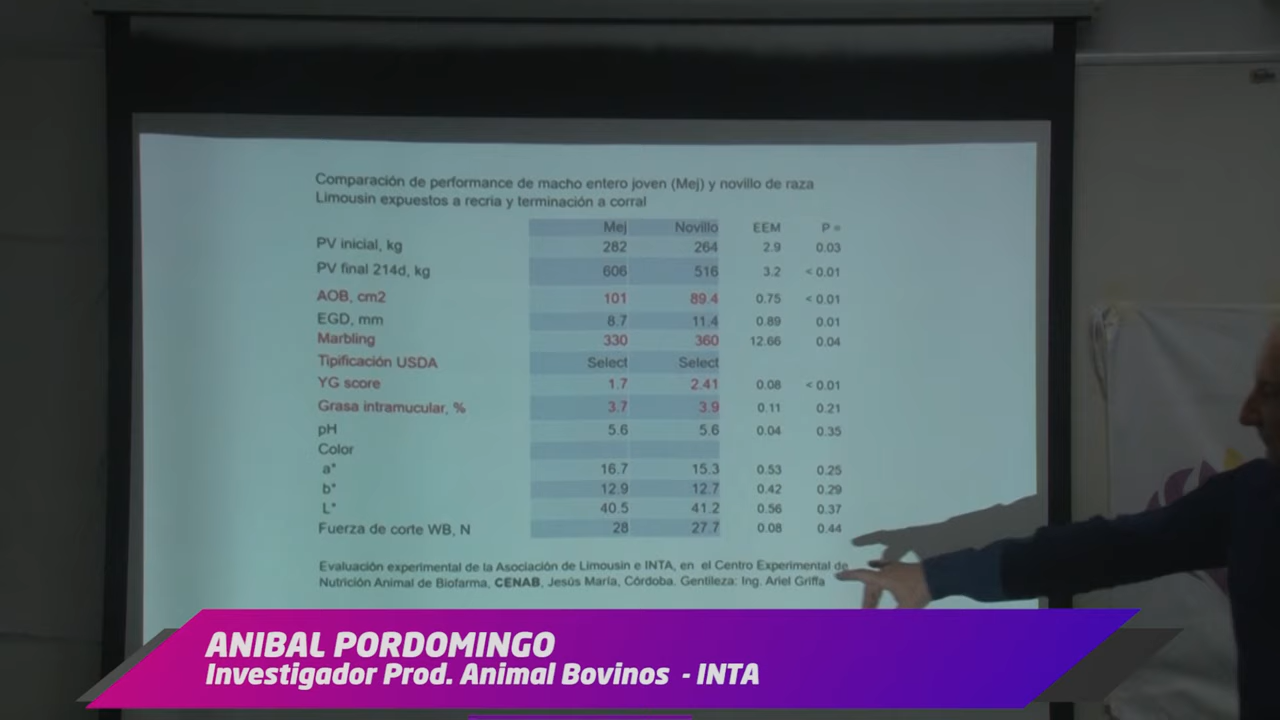 Comparación de performance de macho entero joven (Mej) y novillo de raza
Limousin expuestos a recria y terminación a corral
Mej Novillo EEM P =
PV inicial, kg 282 264 2.9 0.03
PV final 214d, kg 606 516 3.2 < 0.01
AOB, cm2 101 89.4 0.75 < 0.01
EGD, mm 8.7 11.4 0.89 0.01
Marbling 330 360 12.66 0.04
Tipificación USDA Select Select
YG score 1.7 2.41 0.08 < 0.01
Grasa intramucular, % 3.7 3.9 0.11 0.21
pH 5.6 5.6 0.04 0.35
Color
a* 16.7 15.3 0.53 0.25
b* 12.9 12.7 0.42 0.29
L* 40.5 41.2 0.56 0.37
Fuerza de corte WB, N 28 27.7 0.08 0.44
Evaluación experimental de la Asociación de Limousin e INTA, en el Centro Experimental de
Nutrición Animal de Biofarma, CENAB, Jesús María, Córdoba. Gentileza: Ing. Ariel Griffa
ANIBAL PORDOMINGO
Investigador Prod. Animal Bovinos - INTA